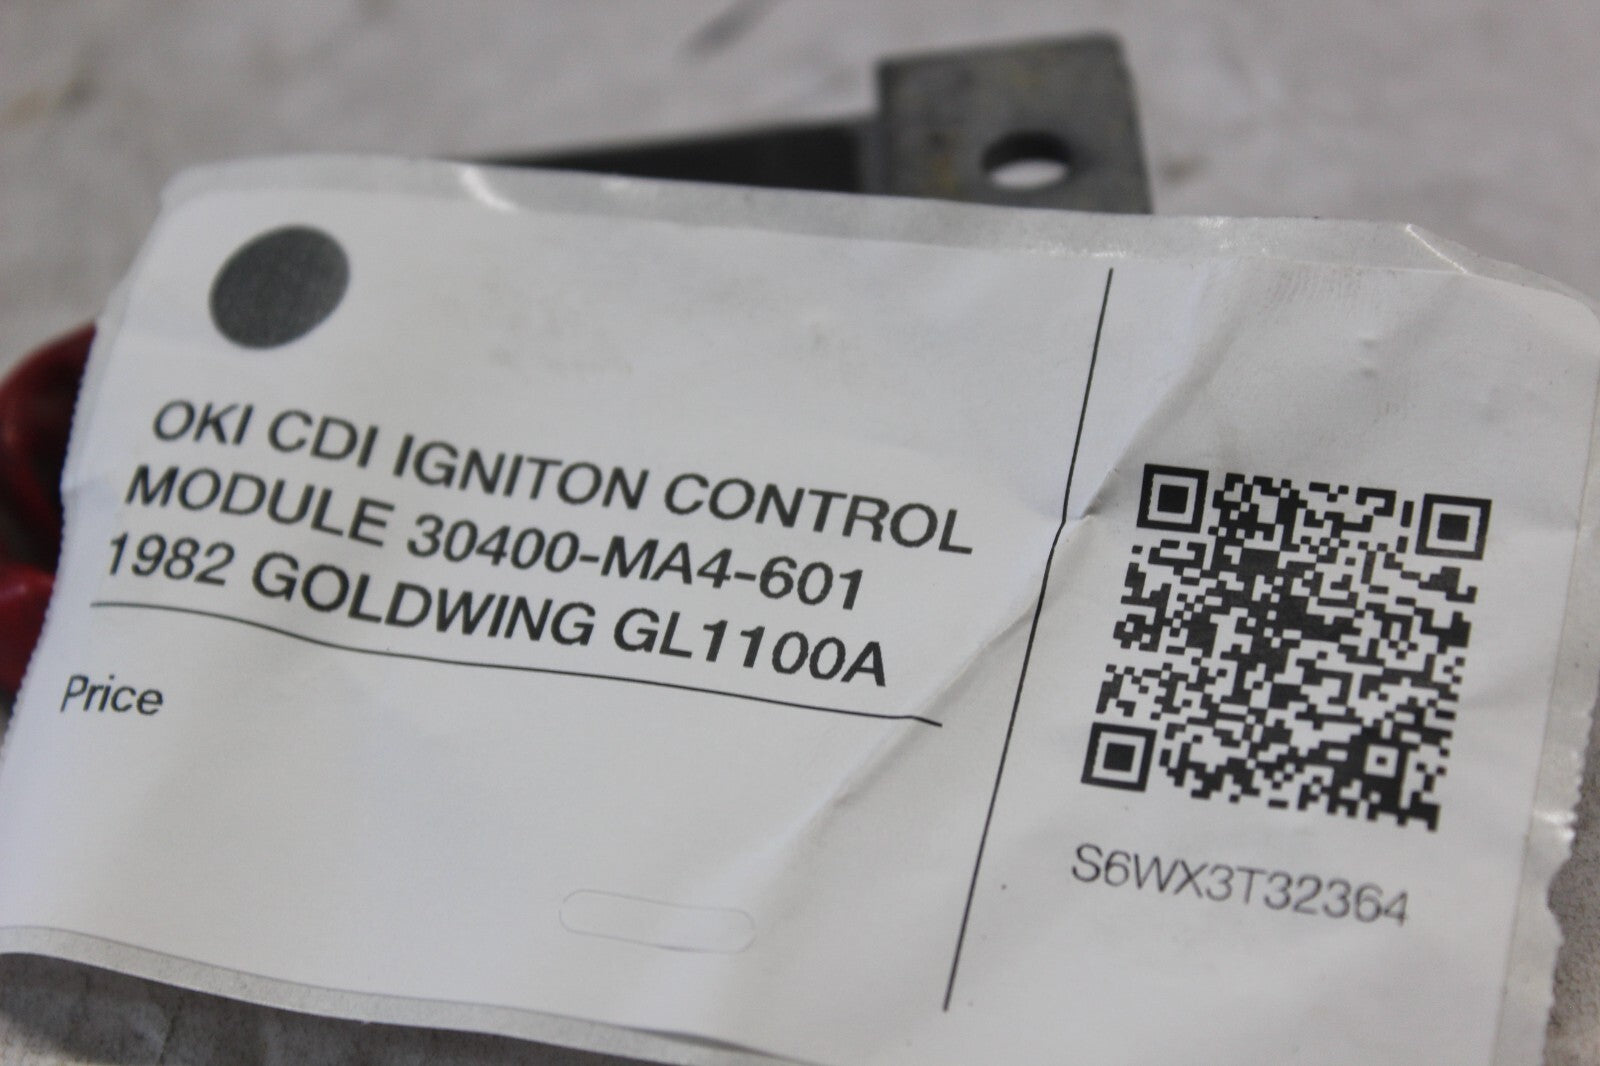 OKI CDI IGNITON CONTROL
MODULE 30400-MA4-601
1982 GOLDWING GL1100A
Price
S6WX3T32364